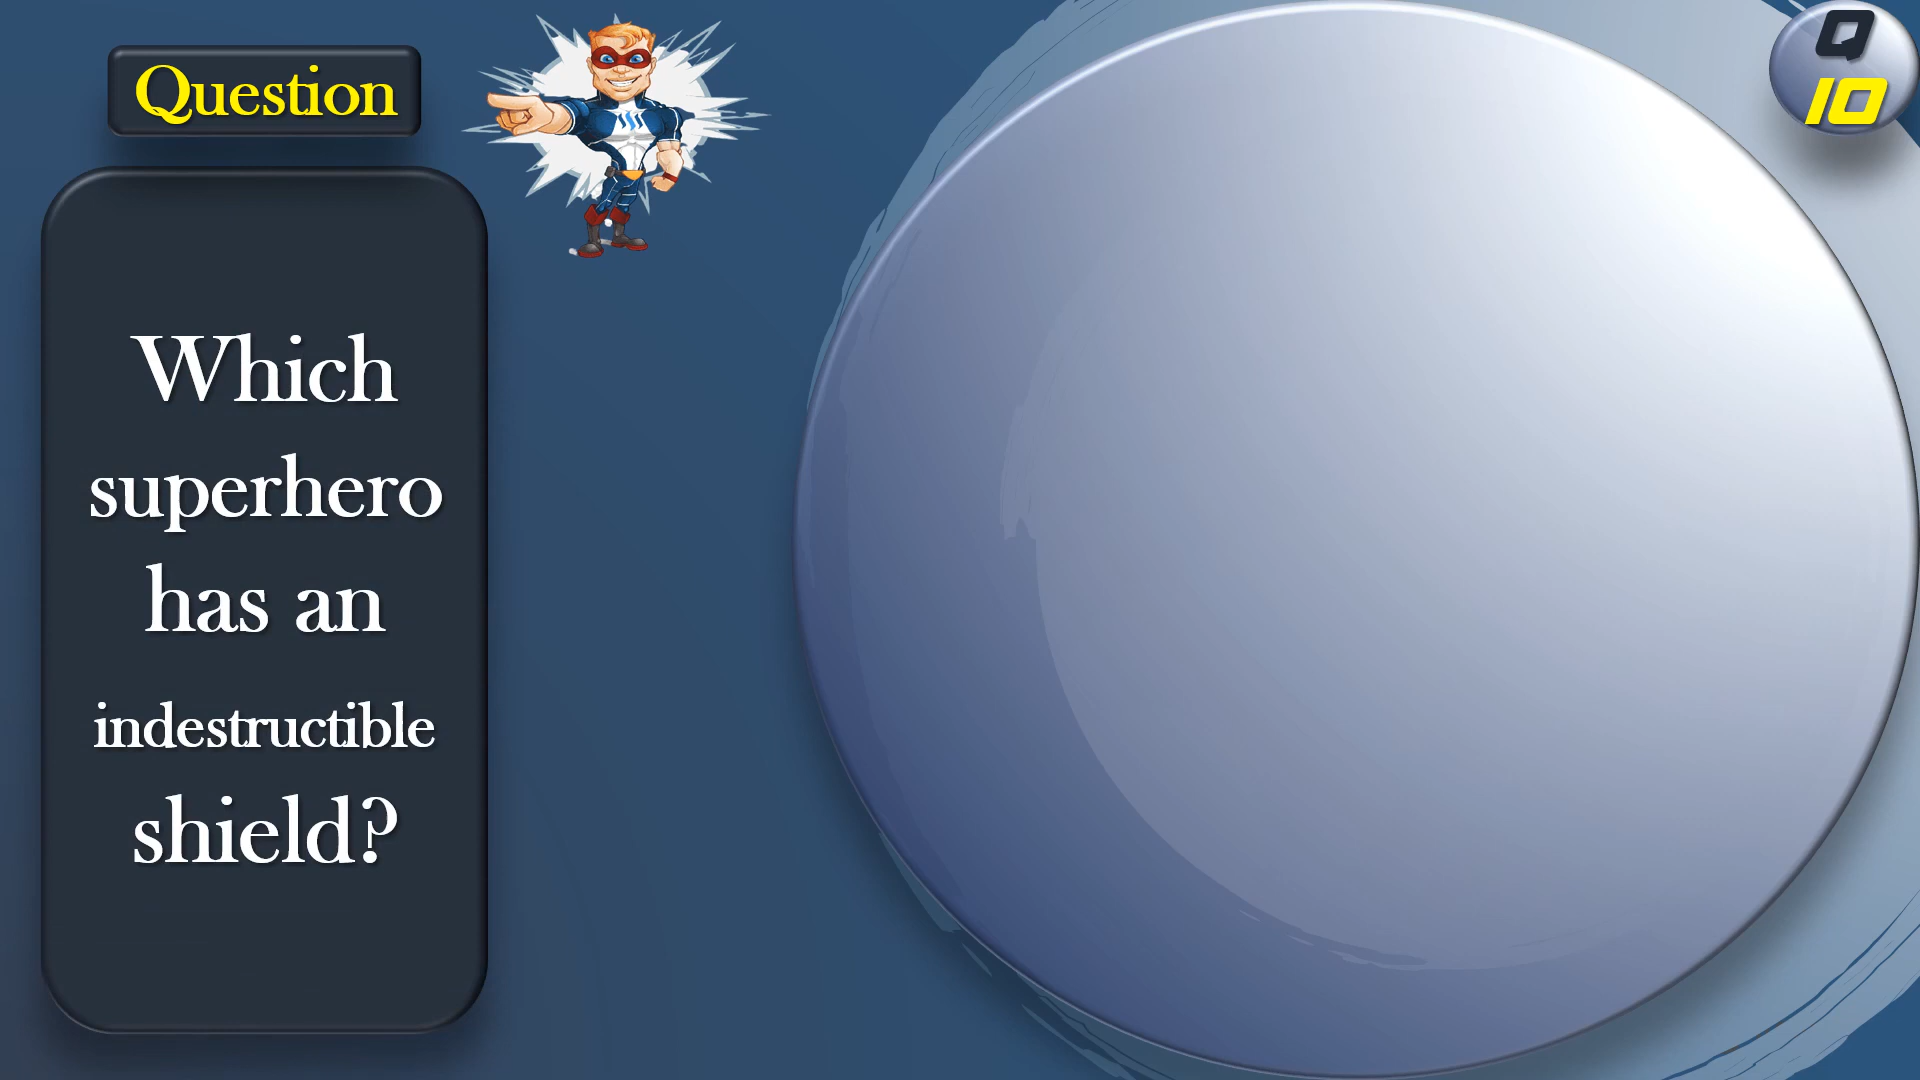 Question
Q
10
Which
superhero
has an
indestructible
shield?